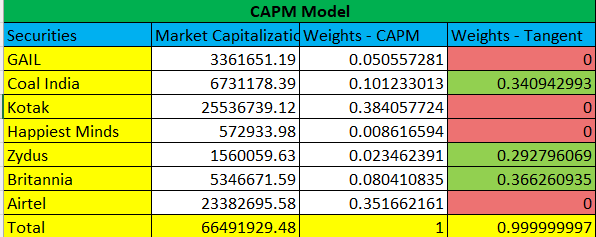 CAPM Model
Securities Market Capitalizatic Weights - CAPM Weights - Tangent
GAIL 3361651.19 0.050557281 0
Coal India 6731178.39 0.101233013 0.340942993
Kotak 25536739.12 0.384057724 0
Happiest Minds 572933.98 0.008616594 0
Zydus 1560059.63 0.023462391 0.292796069
Britannia 5346671.59 0.080410835 0.366260935
Airtel 23382695.58 0.351662161 0
Total 66491929.48 1 0.999999997